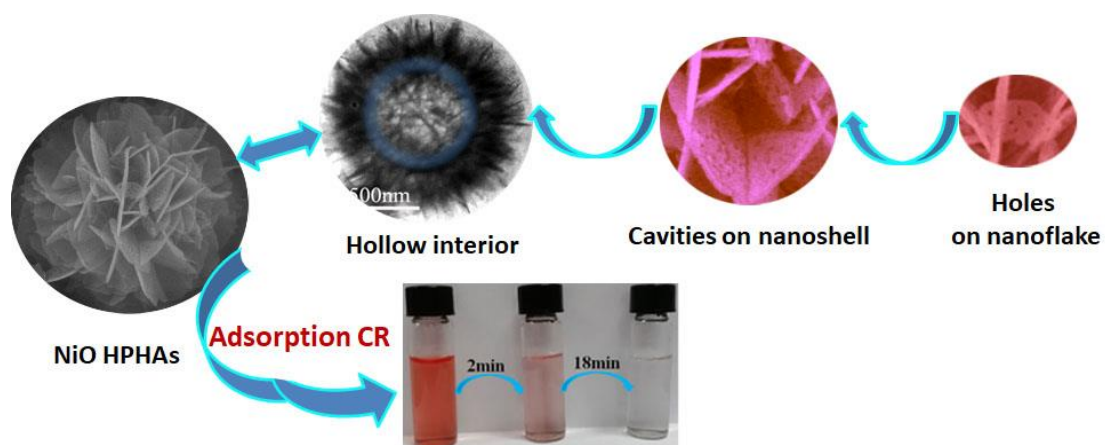 500nm
Hollow interior
Cavities on nanoshell
Holes
on nanoflake
NiO HPHAs
Adsorption CR
2min
18min